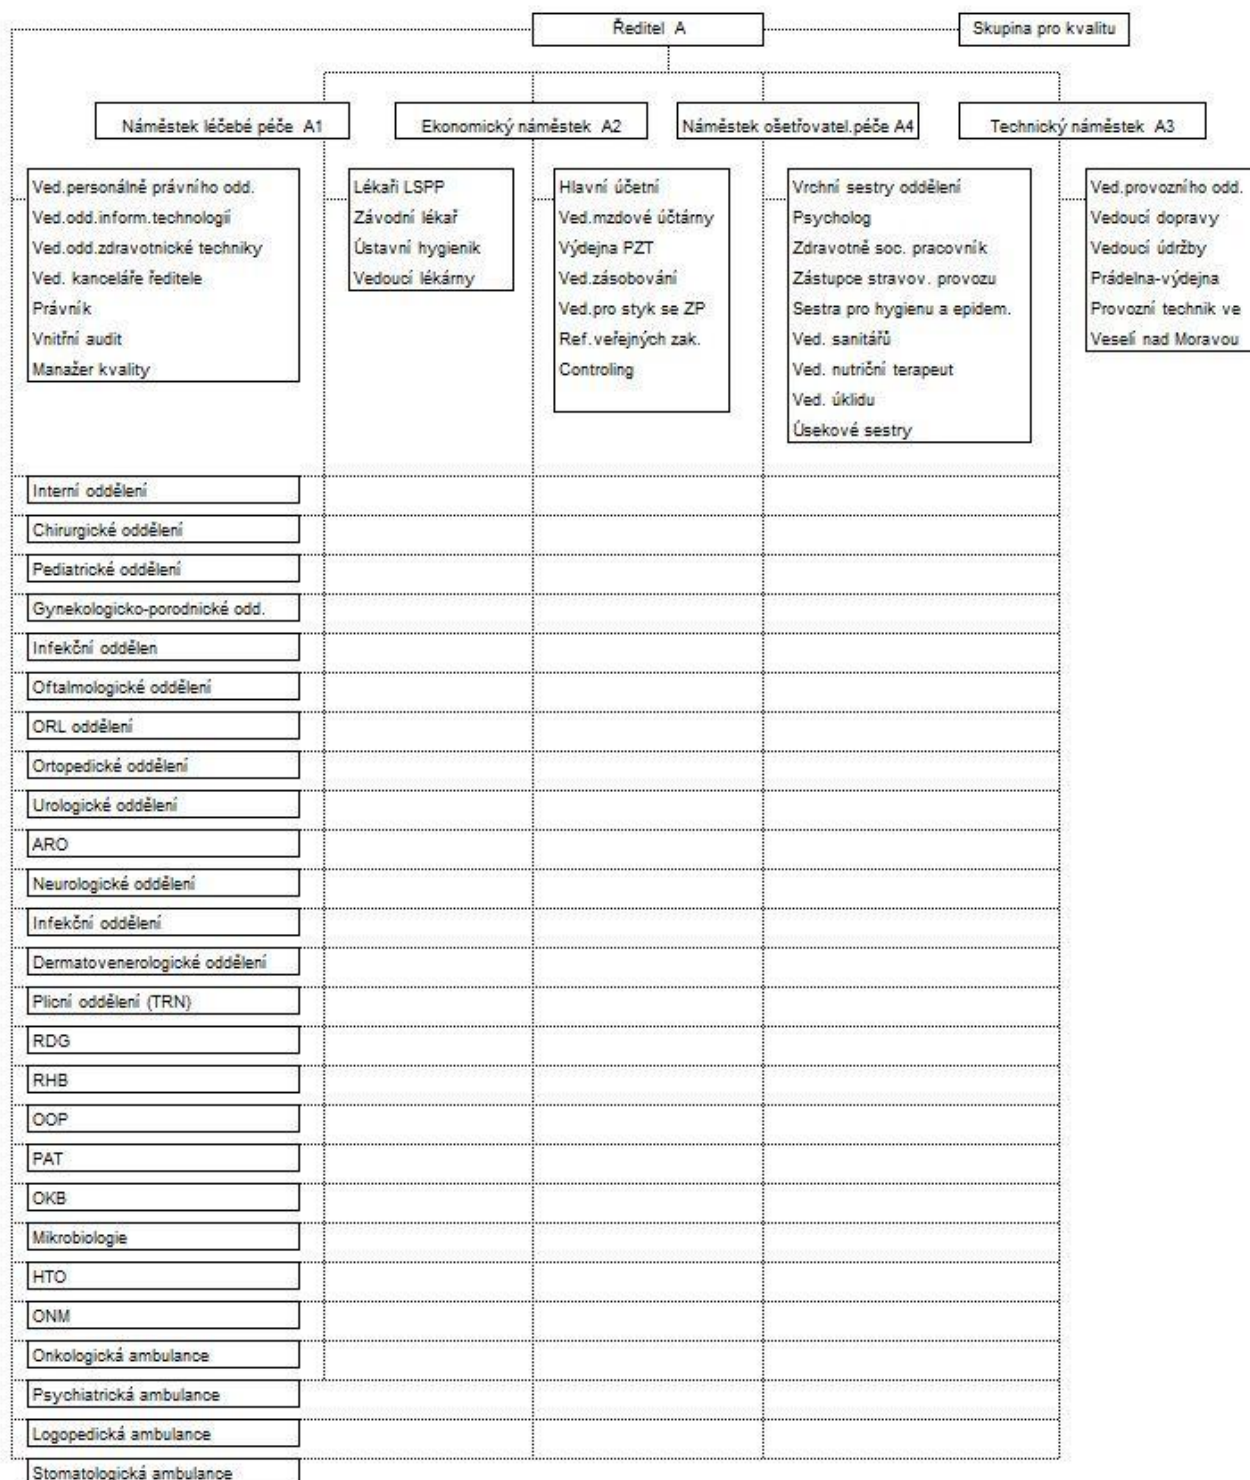 Ředitel A
Skupina pro kvalitu
Náměstek léčebé péče A1
Ekonomický náměstek A2
Náměstek ošetřovatel.péče A4
Technický náměstek A3
Ved.personálně právního odd.
Ved.odd.inform.technologií
Ved.odd.zdravotnické techniky
Ved. kanceláře ředitele
Právník
Vnitřní audit
Manažer kvality
Lékaři LSPP
Závodní lékař
Ústavní hygienik
Vedoucí lékárny
Hlavní účetní
Ved.mzdové účtárny
Výdejna PZT
Ved.zásobování
Ved.pro styk se ZP
Ref.veřejných zak.
Controling
Vrchní sestry oddělení
Psycholog
Zdravotně soc. pracovník
Zástupce stravov. provozu
Sestra pro hygienu a epidem.
Ved. sanitářů
Ved. nutriční terapeut
Ved. úklidu
Úsekové sestry
Ved.provozního odd.
Vedoucí dopravy
Vedoucí údržby
Prádelna-výdejna
Provozní technik ve
Veselí nad Moravou
Interní oddělení
Chirurgické oddělení
Pediatrické oddělení
Gynekologicko-porodnické odd.
Infekční oddělen
Oftalmologické oddělení
ORL oddělení
Ortopedické oddělení
Urologické oddělení
ARO
Neurologické oddělení
Infekční oddělení
Dermatovenerologické oddělení
Plicní oddělení (TRN)
RDG
RHB
OOP
PAT
OKB
Mikrobiologie
HTO
ONM
Onkologická ambulance
Psychiatrická ambulance
Logopedická ambulance
Stomatologická ambulance